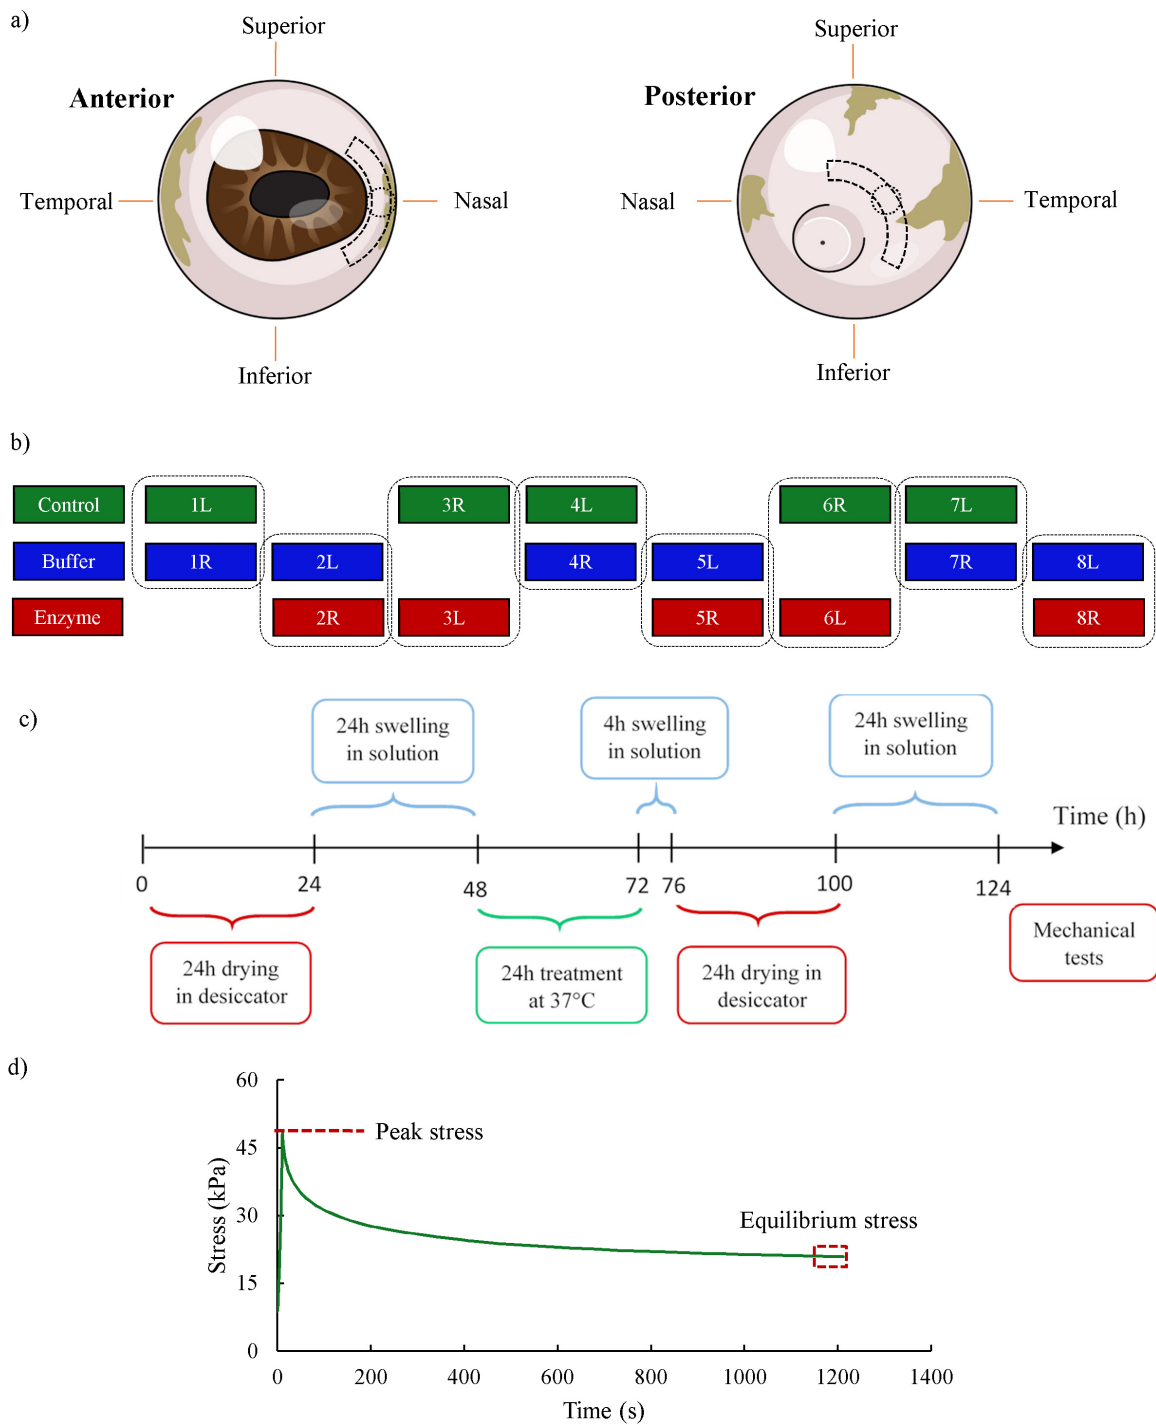 a)
Superior
Anterior
Temporal
Nasal
Inferior
Superior
Posterior
Nasal
Temporal
Inferior
b)
Control 1L 3R 4L 6R 7L
Buffer 1R 2L 4R 5L 7R 8L
Enzyme 2R 3L 5R 6L 8R
c)
24h swelling
in solution
4h swelling
in solution
24h swelling
in solution
Time (h)
0 24 48 72 76 100 124
24h drying
in desiccator
24h treatment
at 37°C
24h drying in
desiccator
Mechanical
tests
d)
60
45
30
15
0
Stress (kPa)
Peak stress
Equilibrium stress
0 200 400 600 800 1000 1200 1400
Time (s)